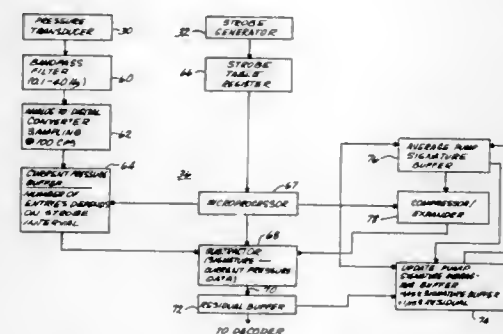 PRESSURE
TRANSDUCER
30
BANDPASS
FILTER
(0.1-40 Hz)
60
ANALOG TO DIGITAL
CONVERTER
SAMPLING
@ 100 CPS
62
64
CURRENT PRESSURE
BUFFER
NUMBER OF
ENTRIES DEPENDS
ON STROBE
INTERVAL
STROBE
GENERATOR
32
STROBE
TABLE
REGISTER
66
MICROPROCESSOR
67
68
SUBTRACTOR
(SIGNATURE -
CURRENT PRESSURE
DATA)
70
72
RESIDUAL BUFFER
TO DECODER
AVERAGE PUMP
SIGNATURE
BUFFER
76
COMPRESSOR/
EXPANDER
78
UPDATE PUMP
SIGNATURE
BUFFER
SIGNATURE BUFFER
RESIDUAL
74